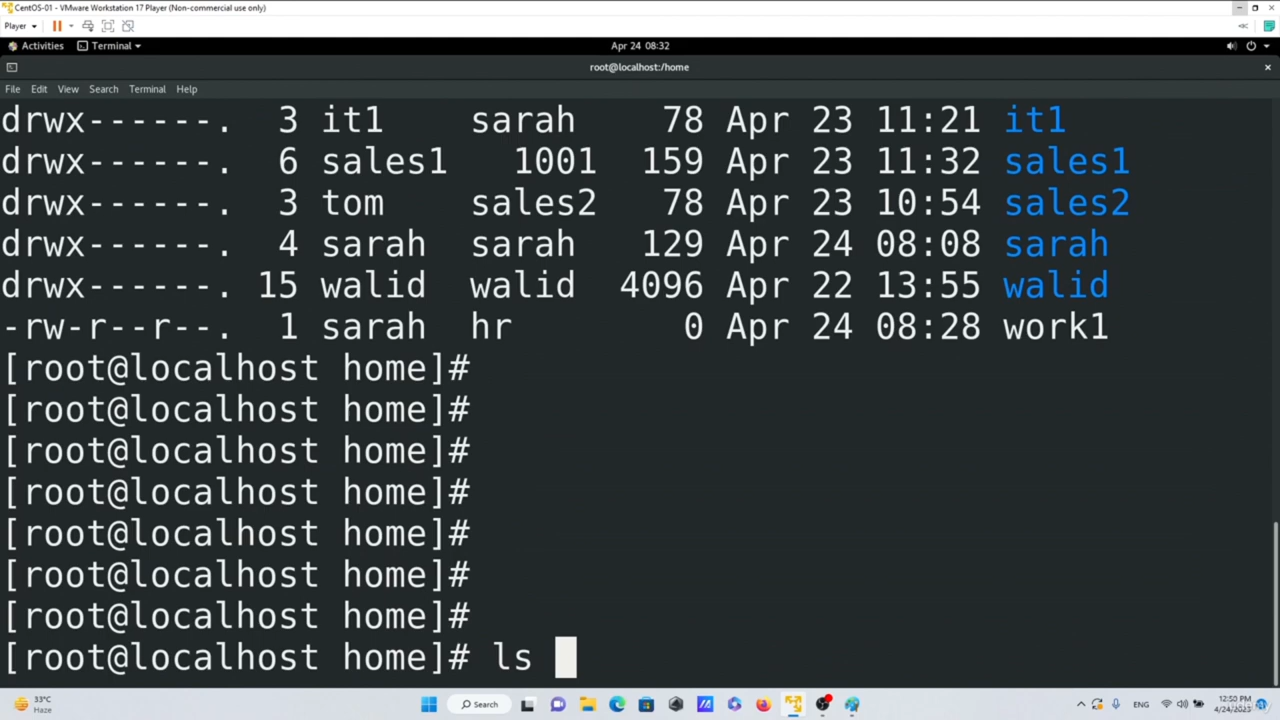 CentOS-01 - VMware Workstation 17 Player (Non-commercial use only)
Player
Activities Terminal Apr 24 08:32
root@localhost:/home
File Edit View Search Terminal Help
drwx------. 3 it1 sarah 78 Apr 23 11:21 it1
drwx------. 6 sales1 1001 159 Apr 23 11:32 sales1
drwx------. 3 tom sales2 78 Apr 23 10:54 sales2
drwx------. 4 sarah sarah 129 Apr 24 08:08 sarah
drwx------. 15 walid walid 4096 Apr 22 13:55 walid
-rw-r--r--. 1 sarah hr 0 Apr 24 08:28 work1
[root@localhost home]#
[root@localhost home]#
[root@localhost home]#
[root@localhost home]#
[root@localhost home]#
[root@localhost home]#
[root@localhost home]#
[root@localhost home]# ls
33°C
Haze
Search
ENG
4/24/2023